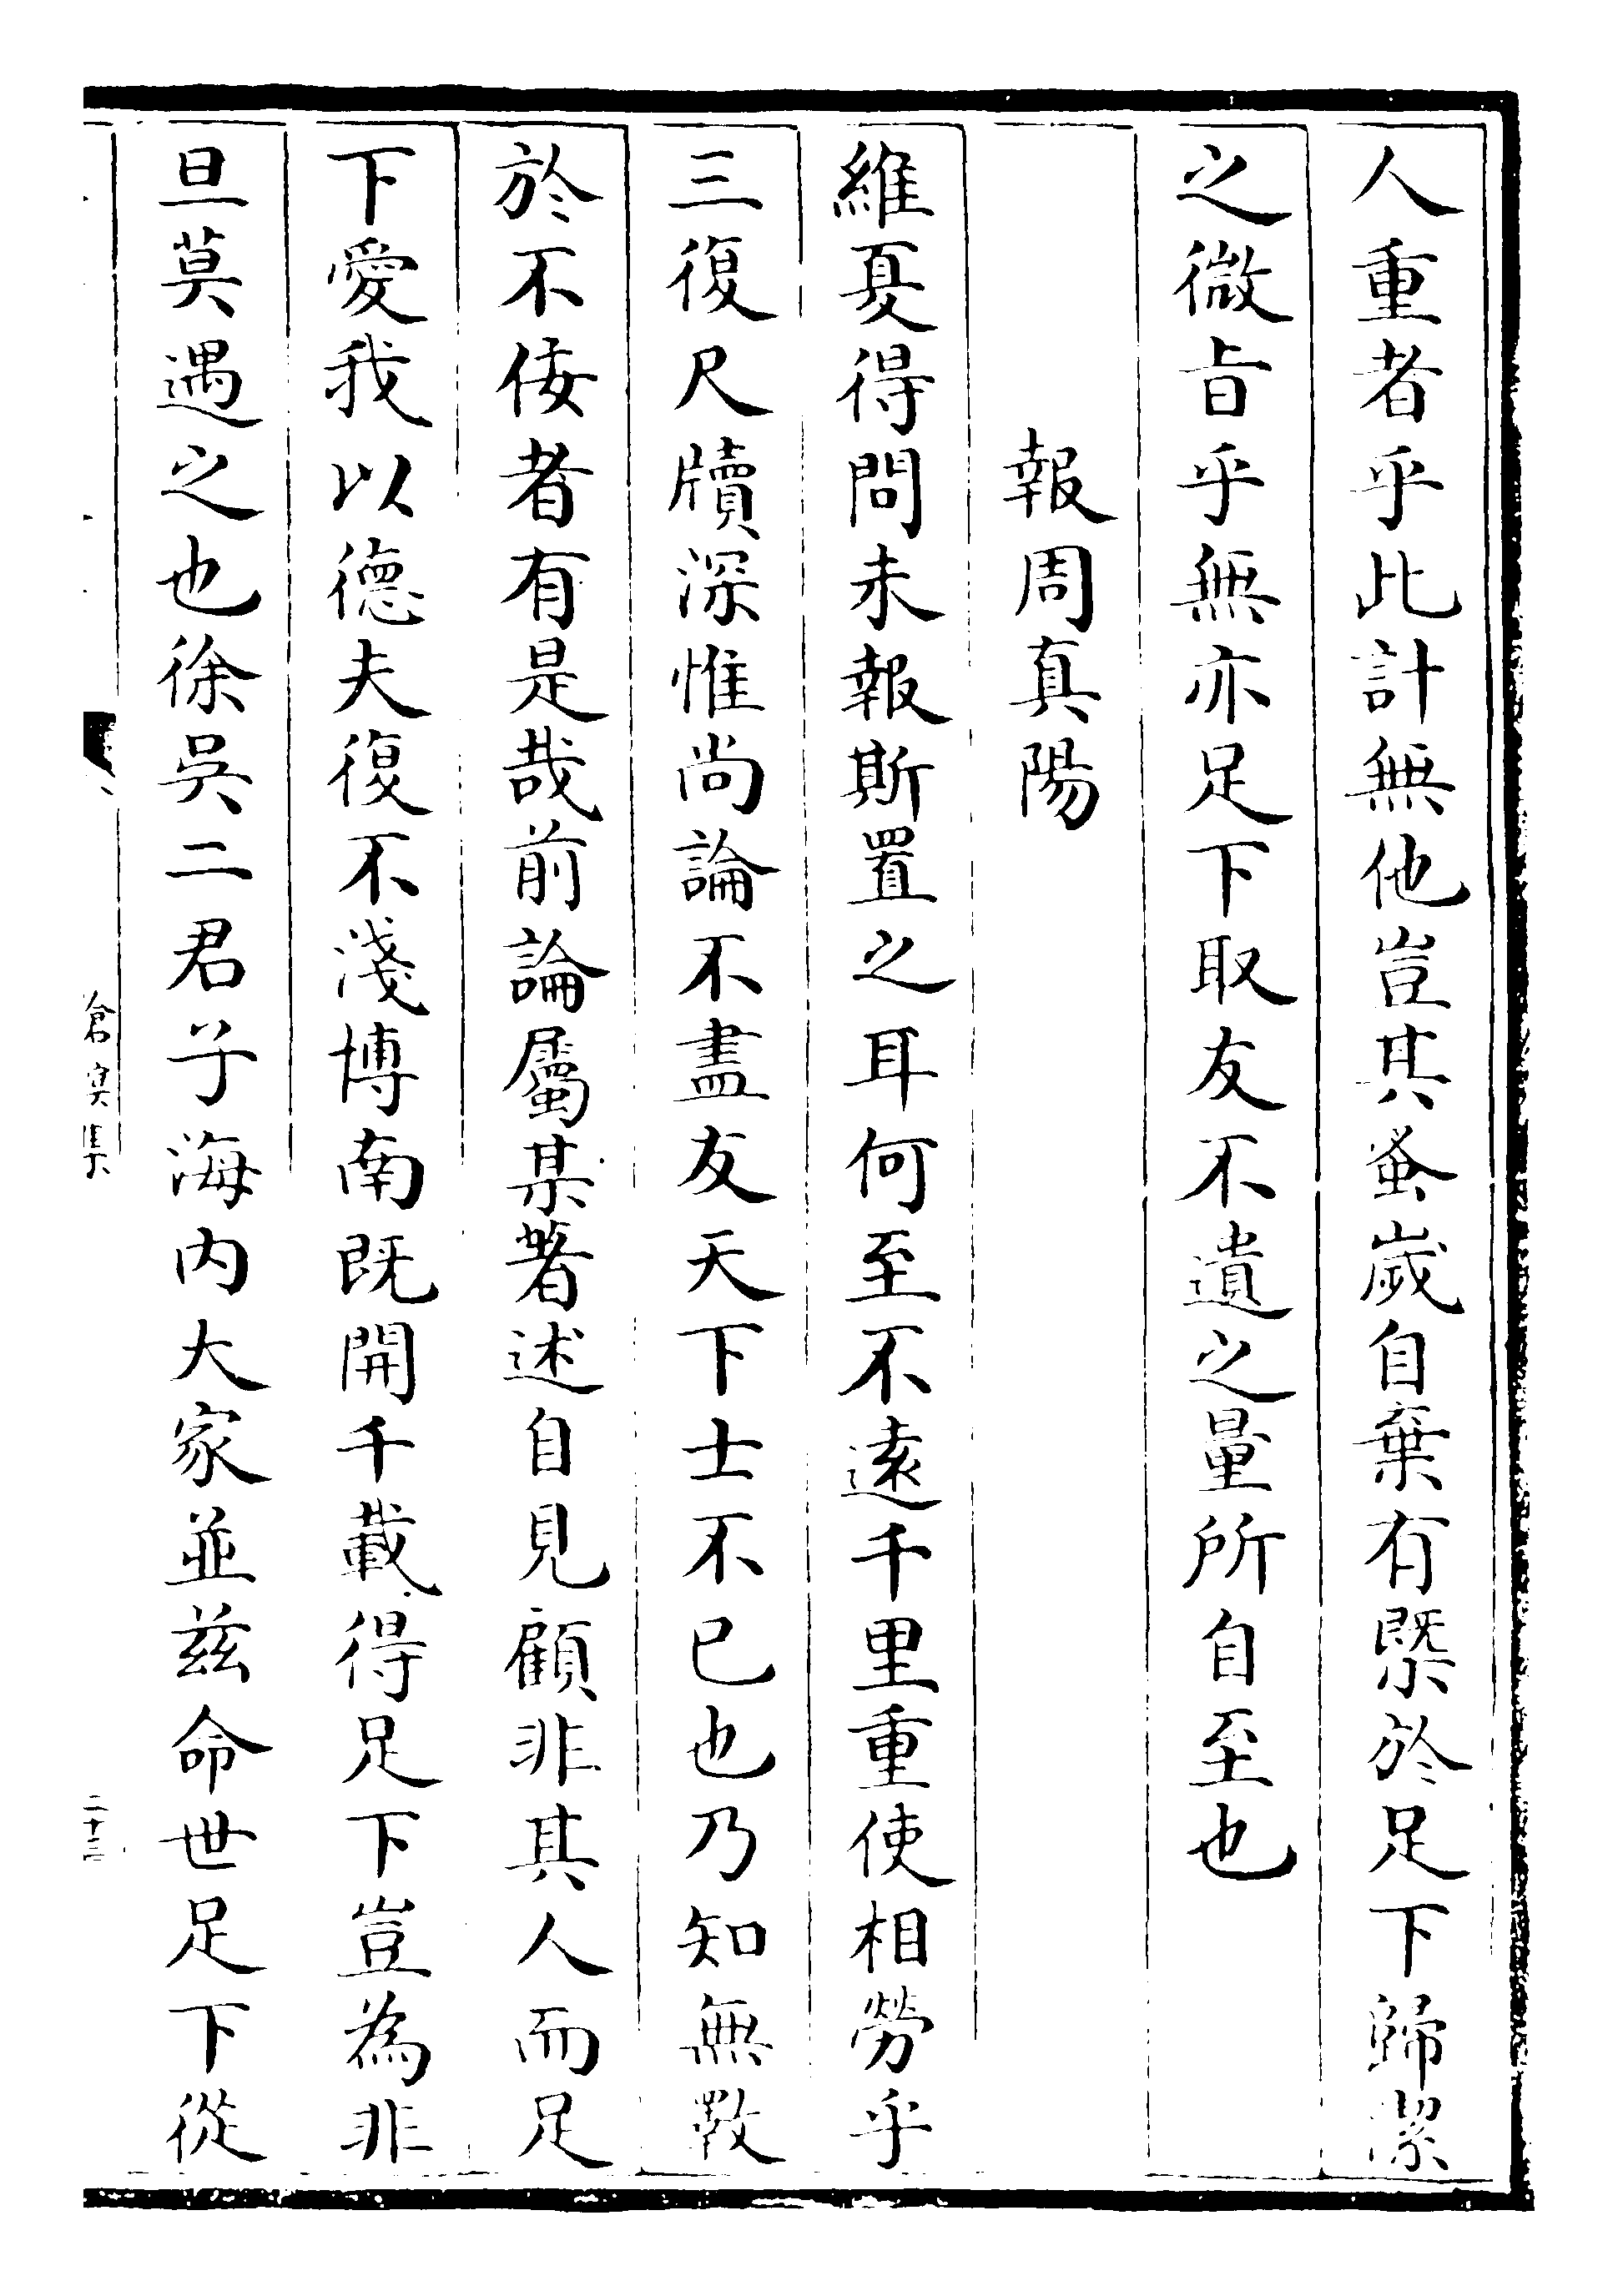 人重者乎此計無他豈其蚤歲自棄有槩於足下歸潔
之微旨乎無亦足下取友不遺之量所自至也
報周真陽
維夏得問未報斯置之耳何至不遠千里重使相勞乎
三復尺牘深惟尚論不盡友天下士不已也乃知無斁
於不佞者有是哉前論屬某著述自見顧非其人而足
下愛我以德夫復不淺博南既開千載得足下豈為非
旦莫遇之也徐吳二君子海內大家並茲命世足下從
滄溟集
二十三